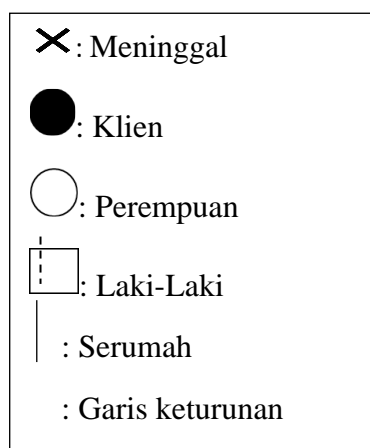 : Meninggal
: Klien
: Perempuan
: Laki-Laki
: Serumah
: Garis keturunan